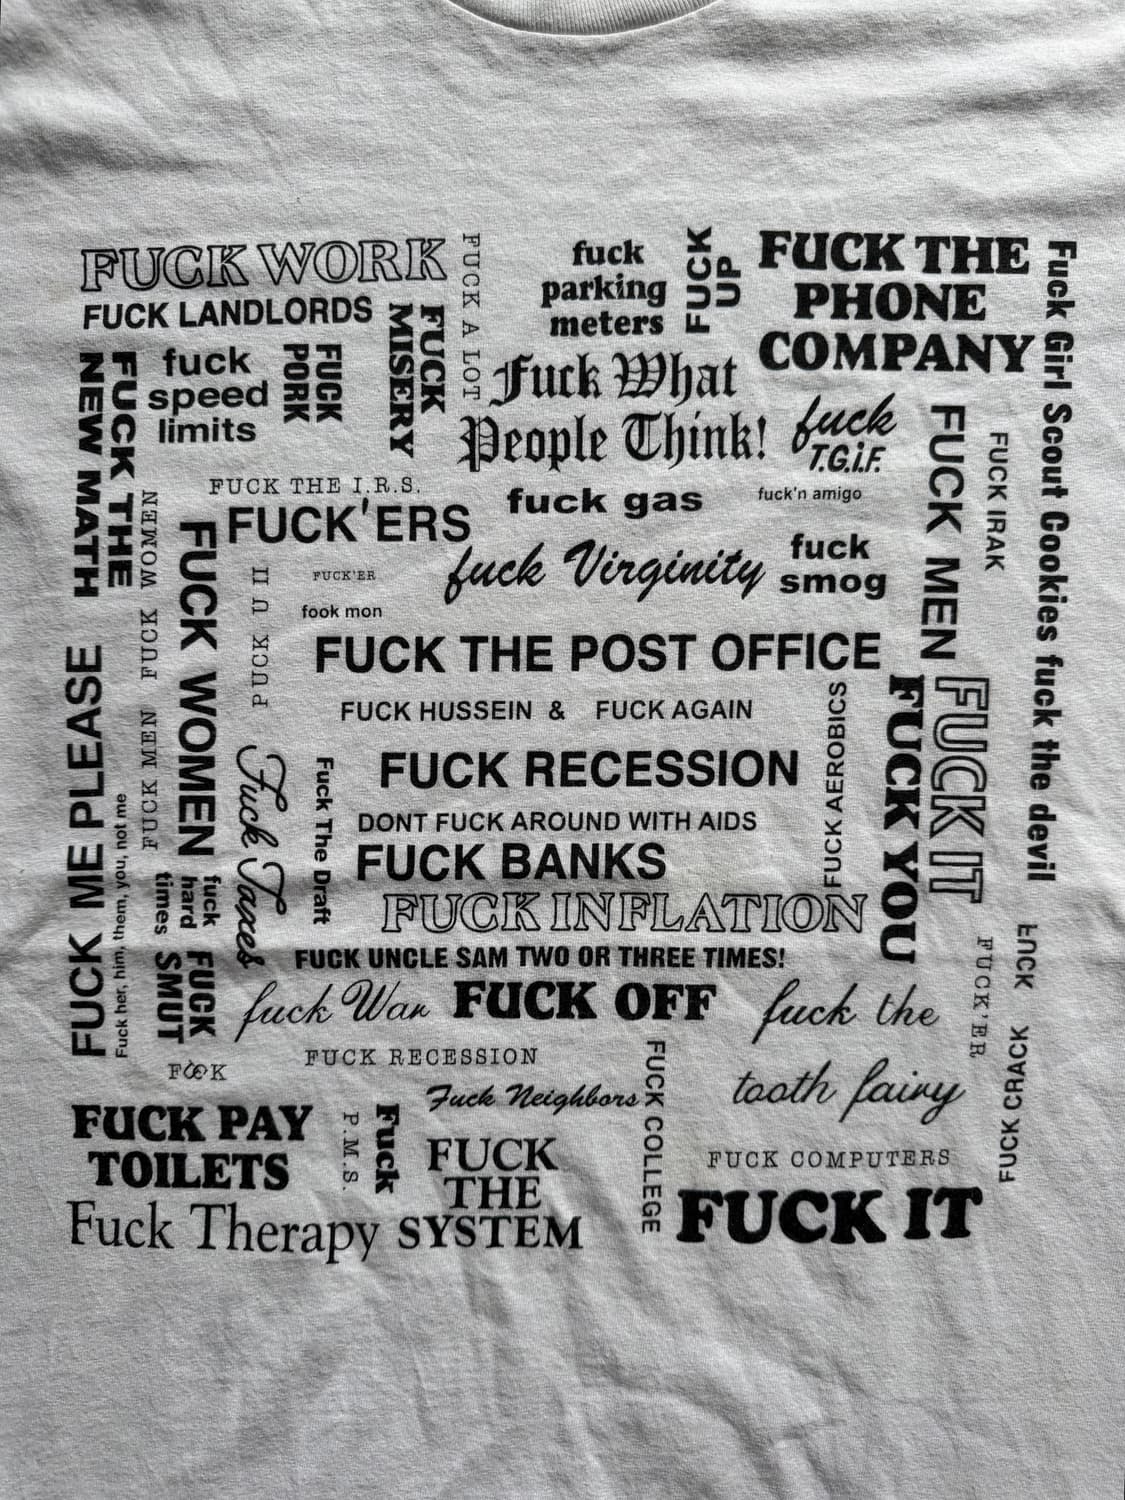 FUCK WORK
FUCK LANDLORDS
FUCK
MISERY
FUCK A LOT
fuck
parking
meters
FUCK
UP
FUCK THE
PHONE
COMPANY
Fuck Girl Scout Cookies fuck the devil
FUCK THE
NEW MATH
fuck
speed
limits
FUCK
PORK
Fuck What
People Think!
fuck
T.G.i.F.
FUCK MEN
FUCK IRAK
FUCK THE I.R.S.
FUCK'ERS
fuck gas
fuck'n amigo
FUCK MEN FUCK WOMEN
FUCK WOMEN
PUCK U II
FUCK'ER
fook mon
fuck Virginity
fuck
smog
FUCK THE POST OFFICE
FUCK HUSSEIN & FUCK AGAIN
FUCK ME PLEASE
Fuck her, him, them, you, not me
Fuck Taxes
Fuck The Draft
FUCK RECESSION
DONT FUCK AROUND WITH AIDS
FUCK BANKS
FUCK INFLATION
FUCK AEROBICS
FUCK YOU
FUCK IT
fuck
hard
times
FUCK
SMUT
FUCK UNCLE SAM TWO OR THREE TIMES!
fuck War
FUCK OFF
fuck the
tooth fairy
FUCK'ER
FUCK CRACK
FUCK RECESSION
Fuck Neighbors
FUCK COLLEGE
FUCK PAY
TOILETS
Fuck
P.M.S.
FUCK
THE
SYSTEM
FUCK COMPUTERS
Fuck Therapy
FUCK IT